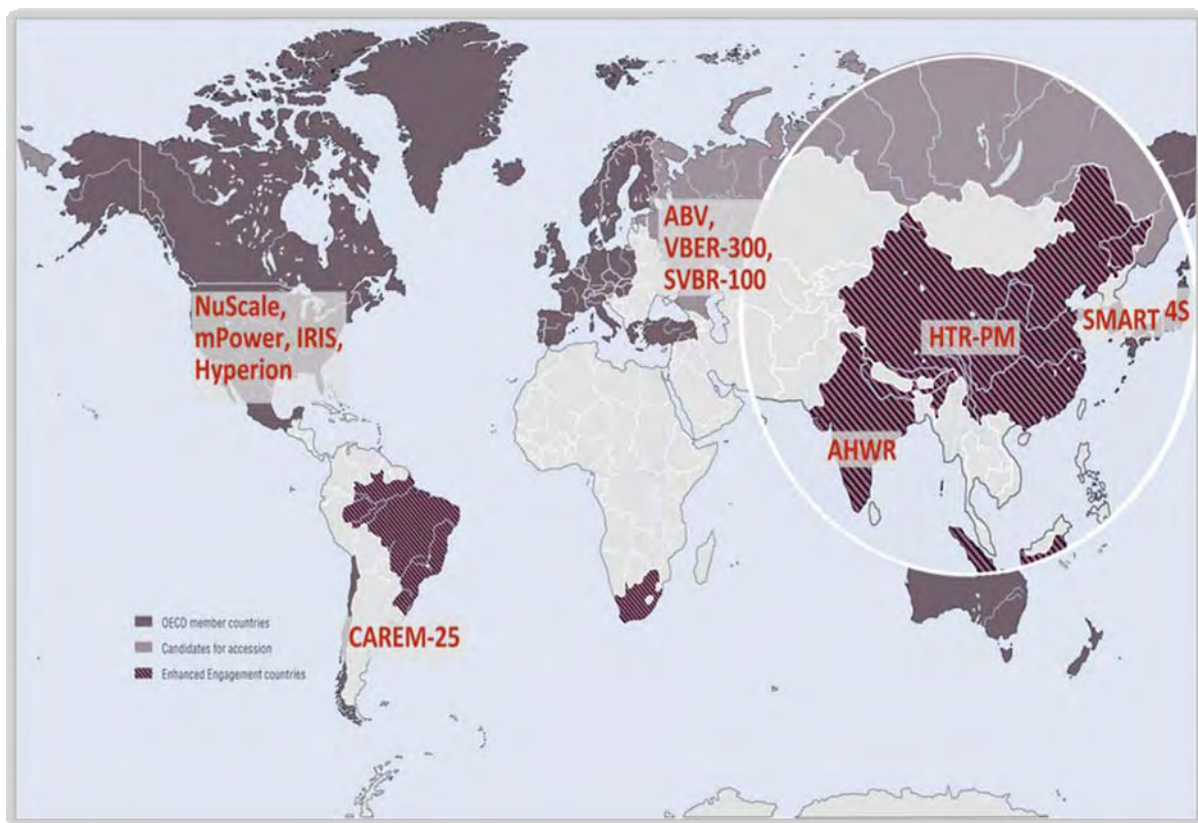 NuScale,
mPower, IRIS,
Hyperion
ABV,
VBER-300,
SVBR-100
HTR-PM
SMART 4S
AHWR
CAREM-25
OECD member countries
Candidates for accession
Enhanced Engagement countries